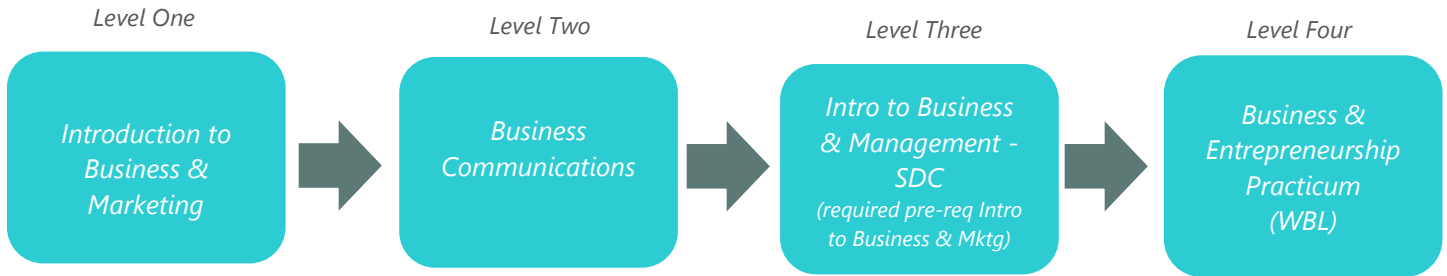 Level One
Introduction to
Business &
Marketing
Level Two
Business
Communications
Level Three
Intro to Business
& Management -
SDC
(required pre-req Intro
to Business & Mktg)
Level Four
Business &
Entrepreneurship
Practicum
(WBL)